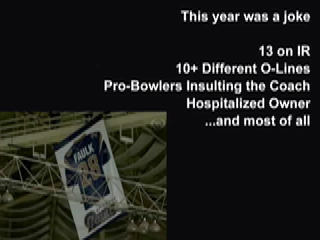 This year was a joke
13 on IR
10+ Different O-Lines
Pro-Bowlers Insulting the Coach
Hospitalized Owner
...and most of all
FAULK
28
Rams